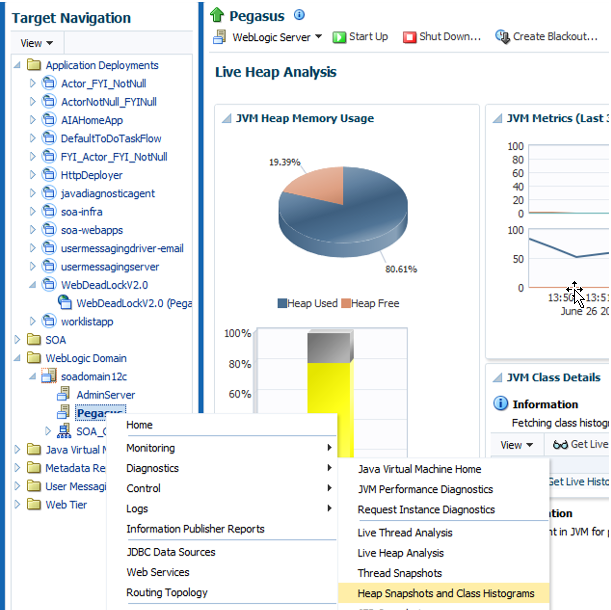 Target Navigation
View
Application Deployments
Actor_FYI_NotNull
ActorNotNull_FYINull
AIAHomeApp
DefaultToDoTaskFlow
FYI_Actor_FYI_NotNull
HttpDeployer
javadiagnosticagent
soa-infra
soa-webapps
usermessagingdriver-email
usermessagingserver
WebDeadLockV2.0
WebDeadLockV2.0 (Pega
worklistapp
SOA
WebLogic Domain
soadomain12c
AdminServer
Pegasus
SOA_C
Java Virtual M
Metadata Re
User Messagi
Web Tier
Pegasus
WebLogic Server
Start Up
Shut Down...
Create Blackout...
Live Heap Analysis
JVM Heap Memory Usage
19.39%
80.61%
Heap Used
Heap Free
100%
80%
60%
JVM Metrics (Last 3
100
80
60
40
20
0
100
50
0
13:50
13:51
June 26 20
JVM Class Details
Information
Fetching class histogr
View
Get Live
Get Live Histo
tion
nt in JVM for p
Home
Monitoring
Diagnostics
Control
Logs
Information Publisher Reports
JDBC Data Sources
Web Services
Routing Topology
Java Virtual Machine Home
JVM Performance Diagnostics
Request Instance Diagnostics
Live Thread Analysis
Live Heap Analysis
Thread Snapshots
Heap Snapshots and Class Histograms